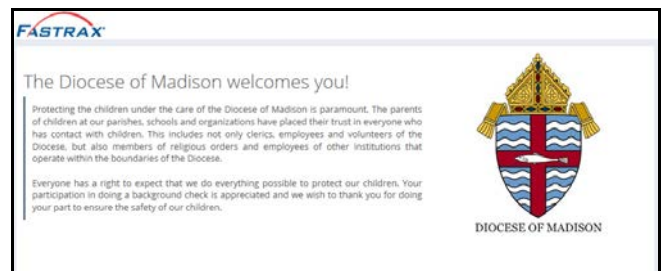 FASTRAX
The Diocese of Madison welcomes you!
Protecting the children under the care of the Diocese of Madison is paramount. The parents
of children at our parishes, schools and organizations have placed their trust in everyone who
has contact with children. This includes not only clerics, employees and volunteers of the
Diocese, but also members of religious orders and employees of other institutions that
operate within the boundaries of the Diocese.
Everyone has a right to expect that we do everything possible to protect our children. Your
participation in doing a background check is appreciated and we wish to thank you for doing
your part to ensure the safety of our children.
DIOCESE OF MADISON